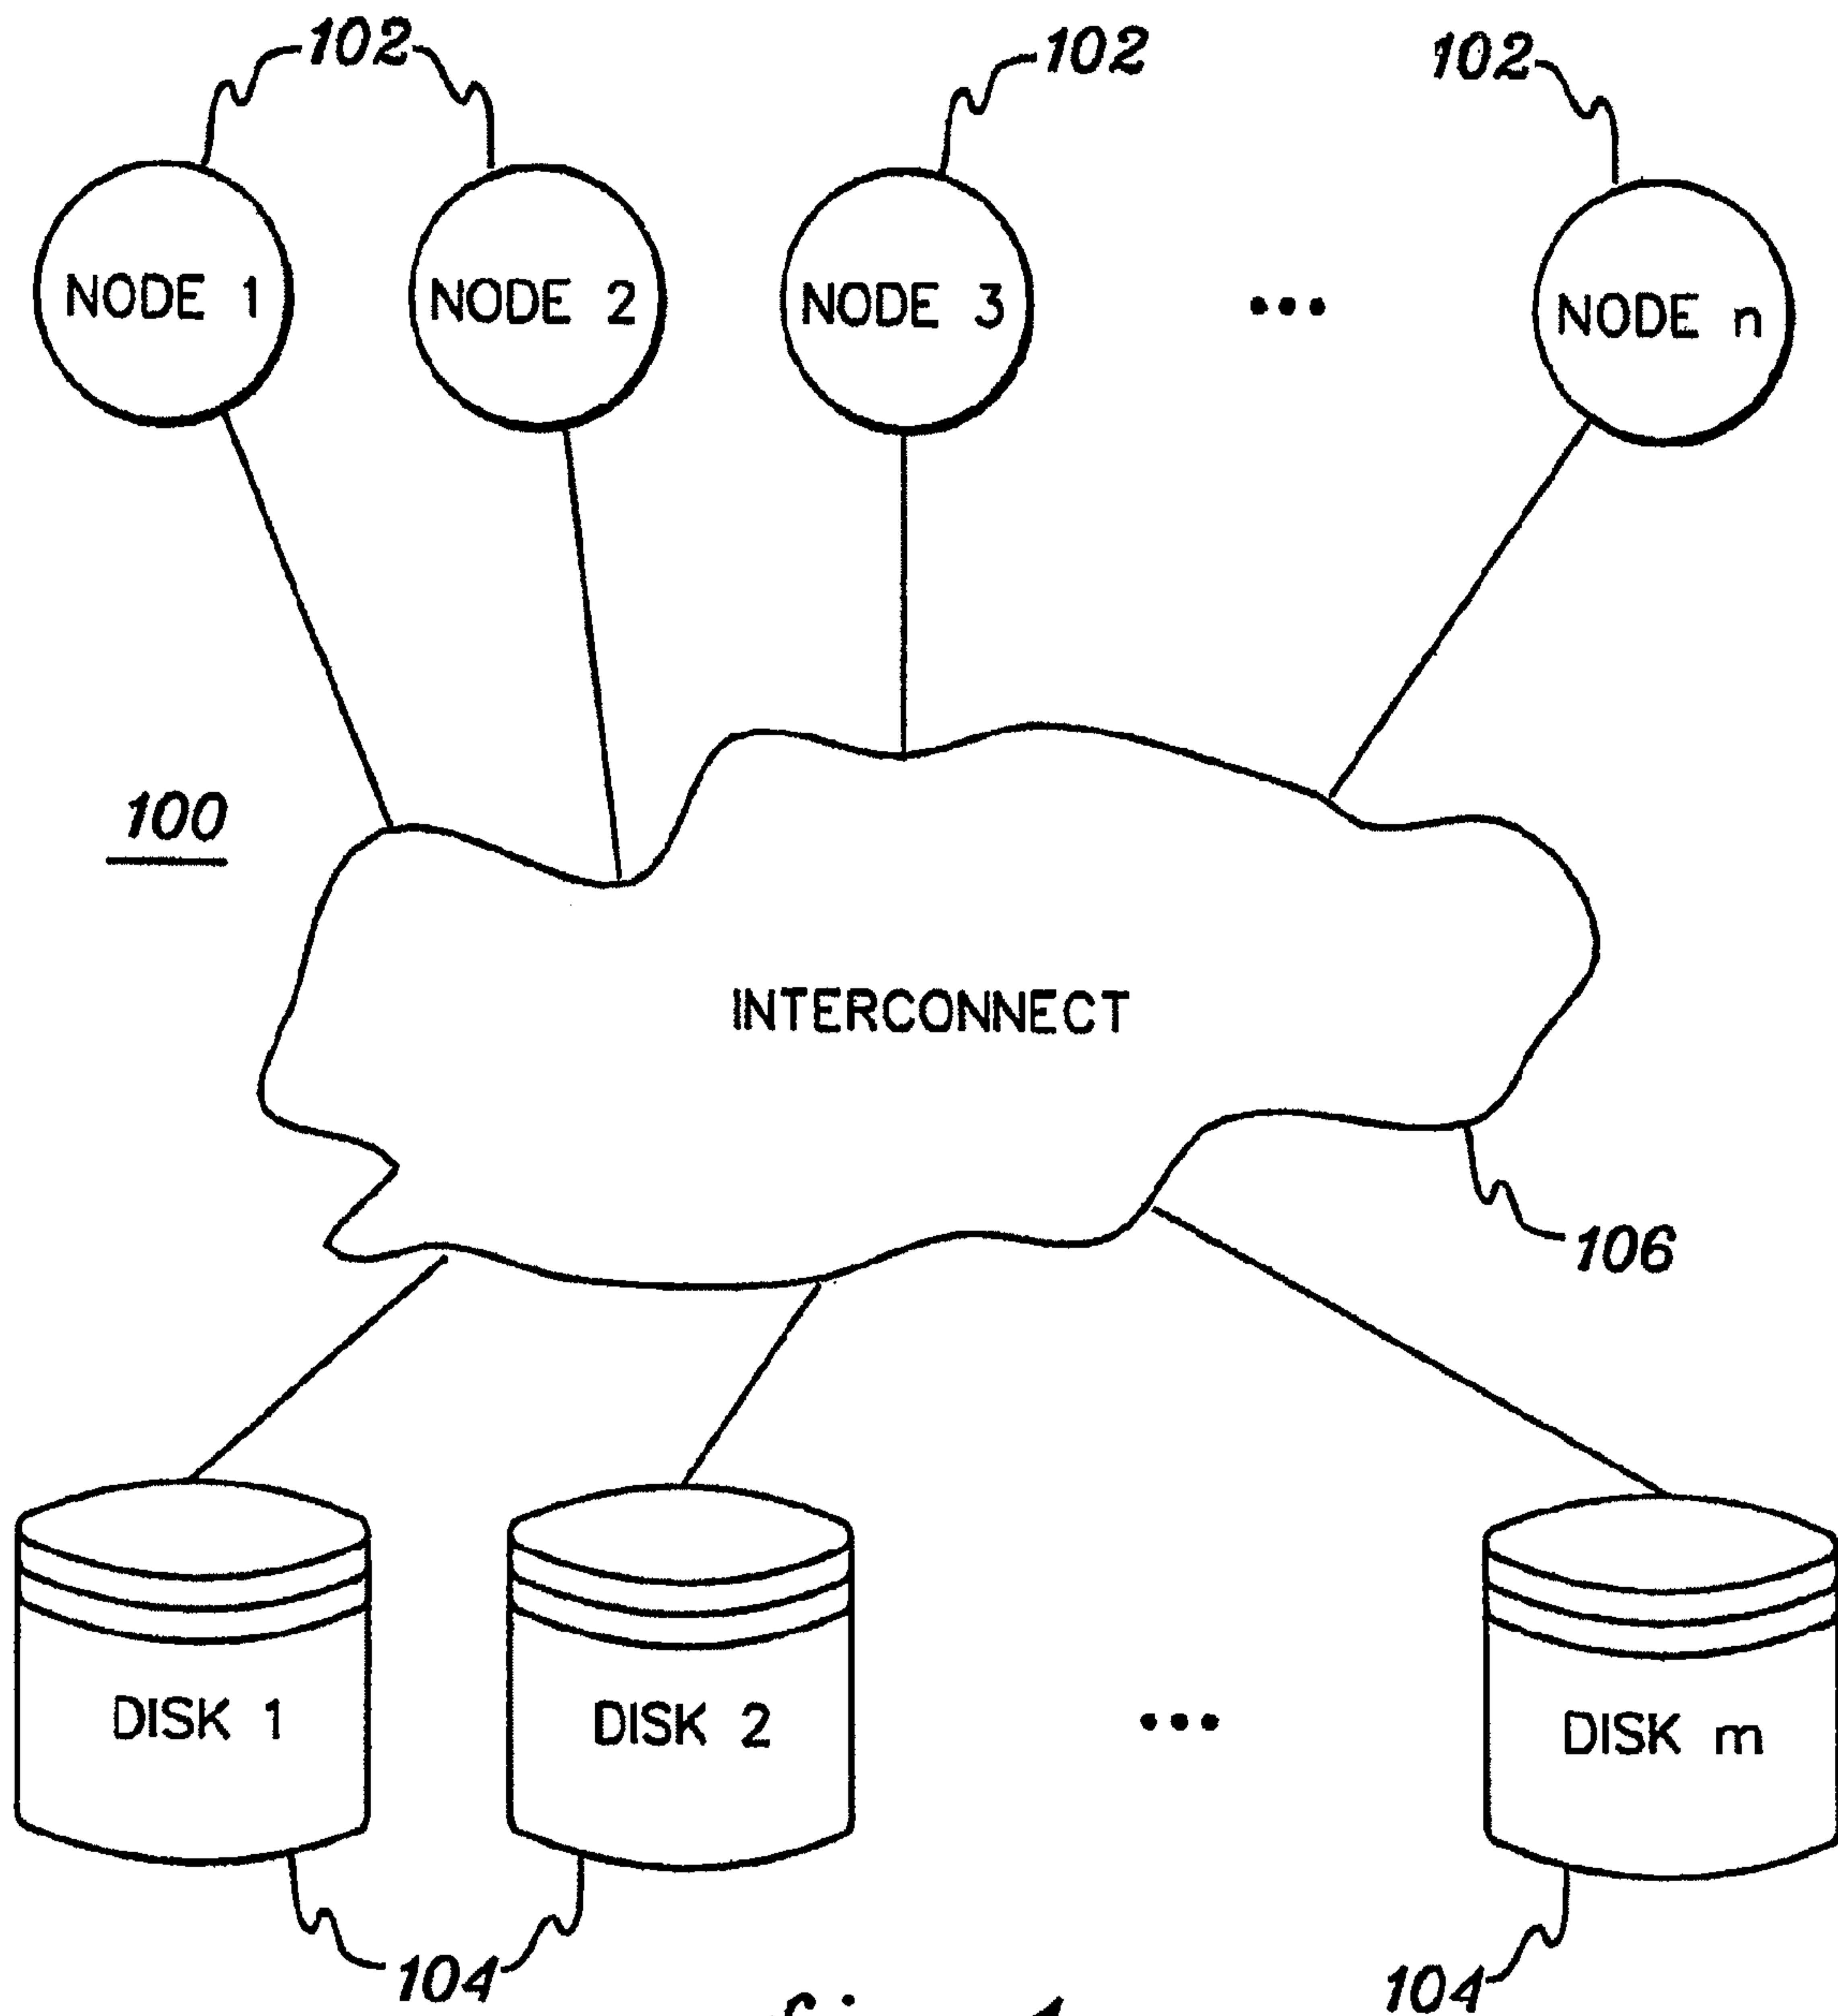 102 102 102
NODE 1 NODE 2 NODE 3 ... NODE n
100
INTERCONNECT
106
DISK 1 DISK 2 ... DISK m
104 104